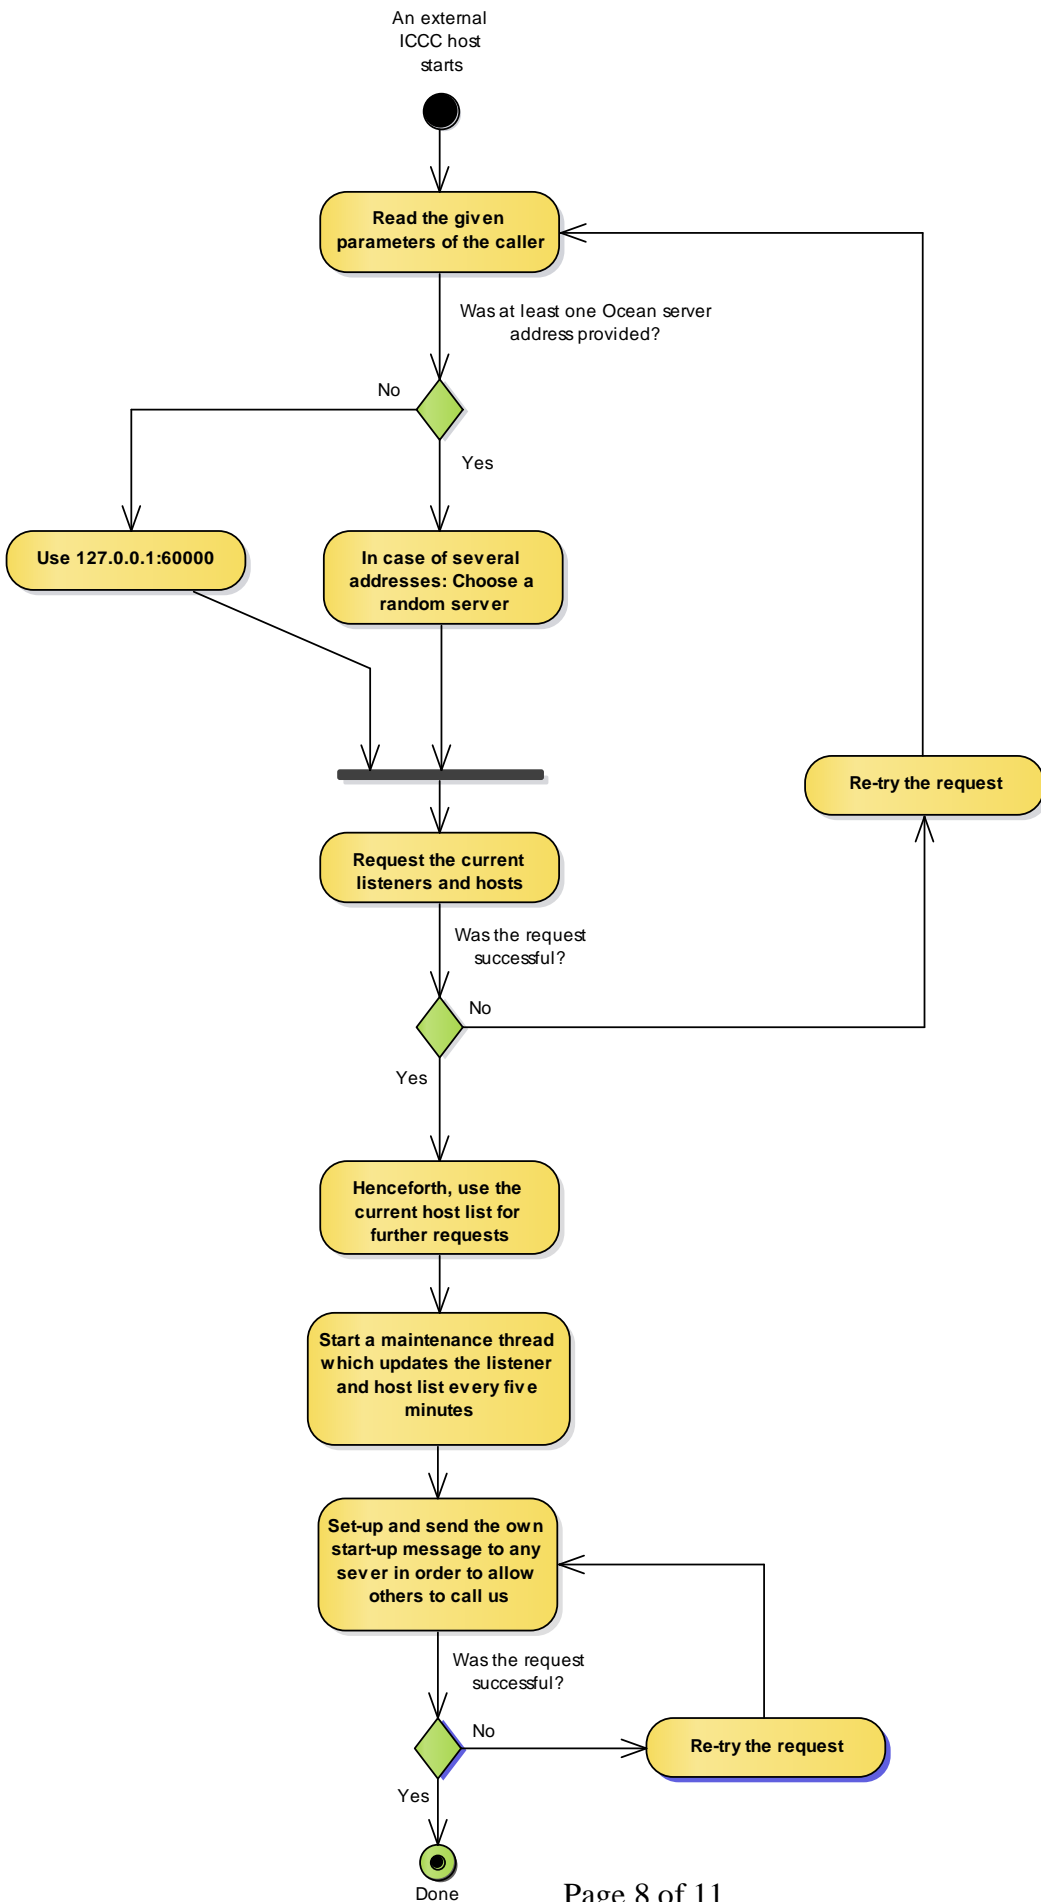 An external
ICCC host
starts
Read the given
parameters of the caller
Was at least one Ocean server
address provided?
No
Yes
Use 127.0.0.1:60000
In case of several
addresses: Choose a
random server
Re-try the request
Request the current
listeners and hosts
Was the request
successful?
No
Yes
Henceforth, use the
current host list for
further requests
Start a maintenance thread
which updates the listener
and host list every five
minutes
Set-up and send the own
start-up message to any
sever in order to allow
others to call us
Was the request
successful?
No
Re-try the request
Yes
Done
Page 8 of 11